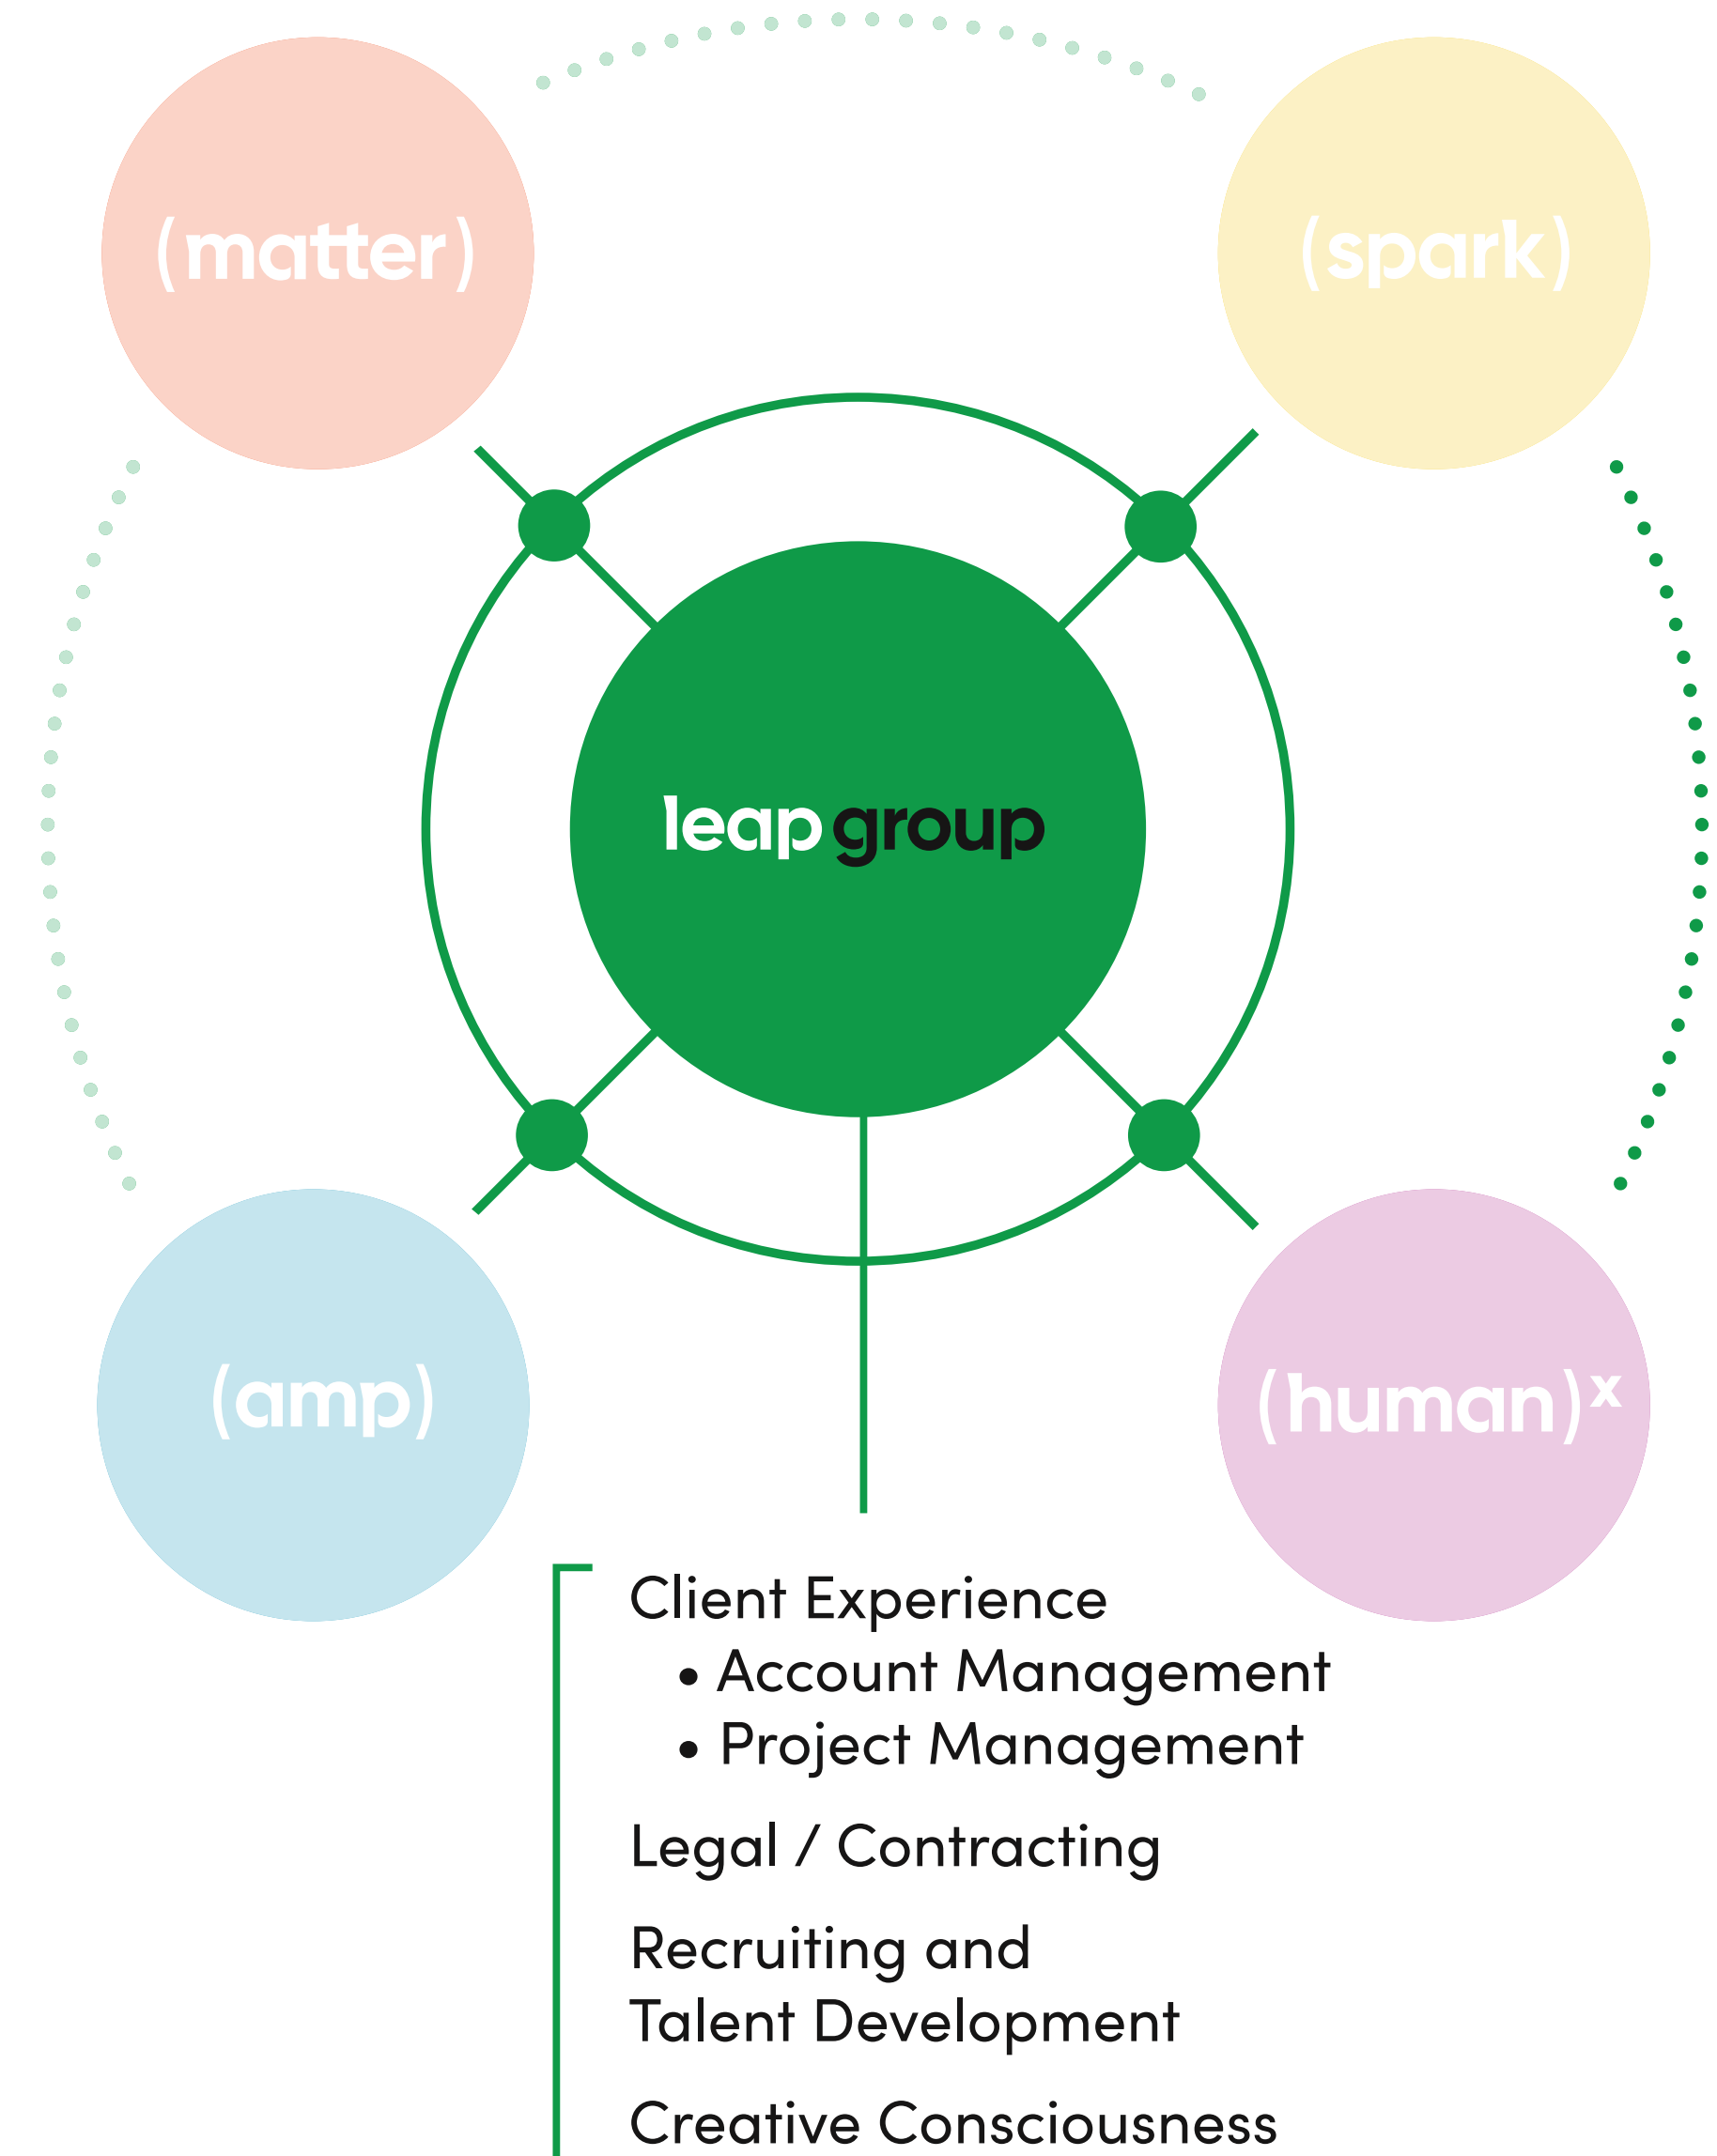 (matter)
(spark)
leap group
(amp)
(human)ˣ
Client Experience
• Account Management
• Project Management
Legal / Contracting
Recruiting and
Talent Development
Creative Consciousness